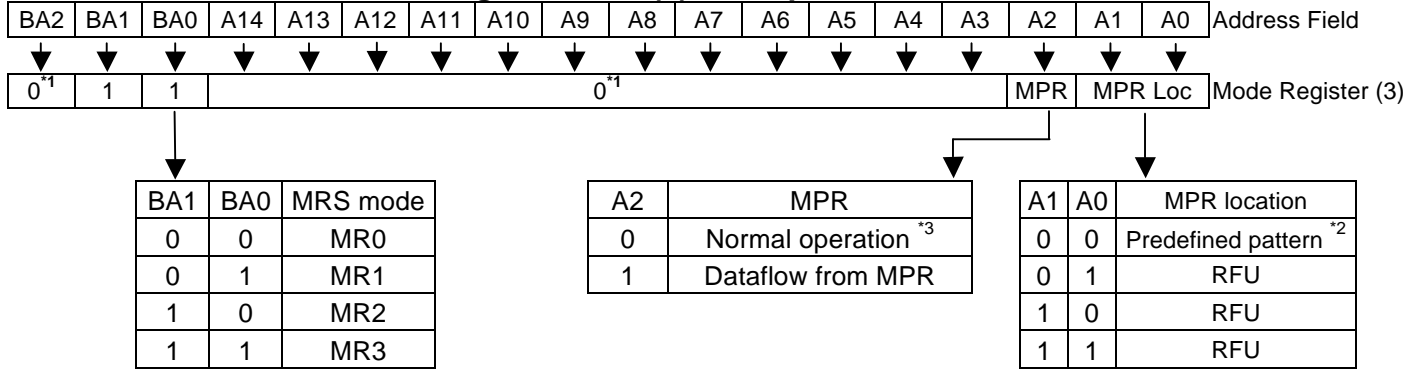 BA2 BA1 BA0 A14 A13 A12 A11 A10 A9 A8 A7 A6 A5 A4 A3 A2 A1 A0 Address Field
0*1 1 1 0*1 MPR MPR Loc Mode Register (3)
BA1 BA0 MRS mode
0 0 MR0
0 1 MR1
1 0 MR2
1 1 MR3
A2 MPR
0 Normal operation *3
1 Dataflow from MPR
A1 A0 MPR location
0 0 Predefined pattern *2
0 1 RFU
1 0 RFU
1 1 RFU